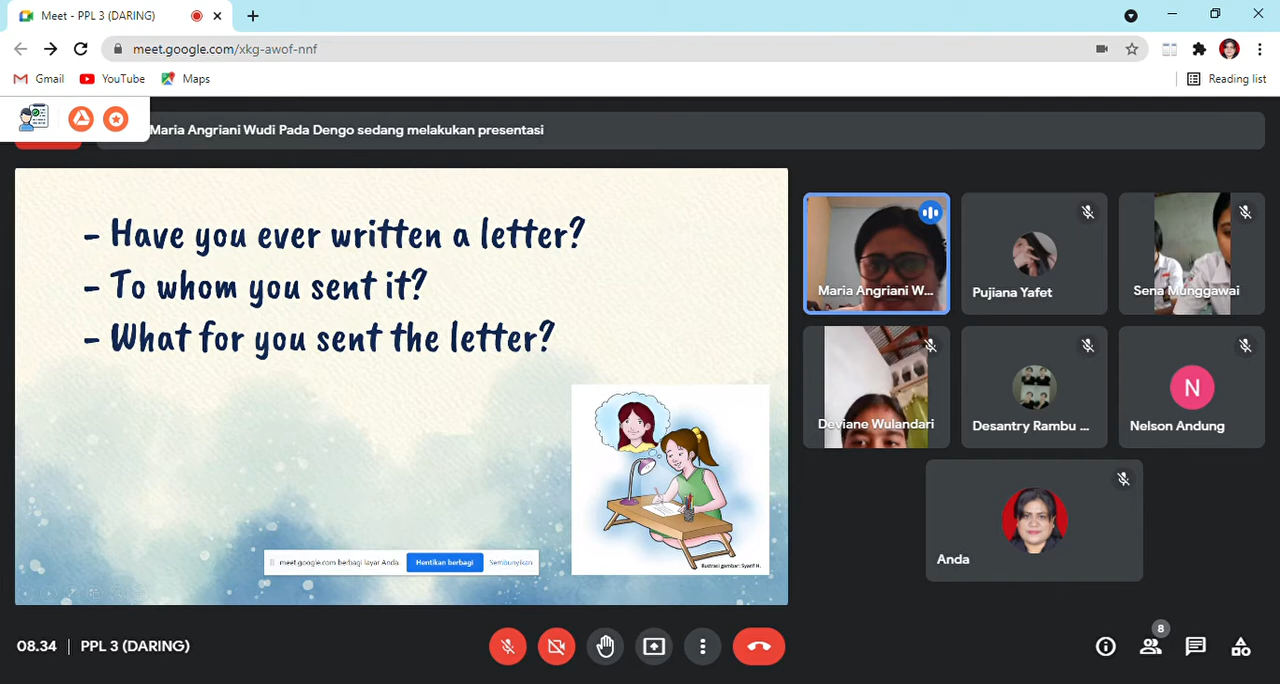 Meet - PPL 3 (DARING)
meet.google.com/xkg-awof-nnf
Gmail
YouTube
Maps
Reading list
Maria Angriani Wudi Pada Dengo sedang melakukan presentasi
- Have you ever written a letter?
- To whom you sent it?
- What for you sent the letter?
meet.google.com berbagi layar Anda.
Hentikan berbagi
Sembunyikan
Ilustrasi gambar: Syarif H.
Maria Angriani W...
Pujiana Yafet
Sena Munggawai
Deviane Wulandari
Desantry Rambu ...
N
Nelson Andung
Anda
08.34 | PPL 3 (DARING)
8